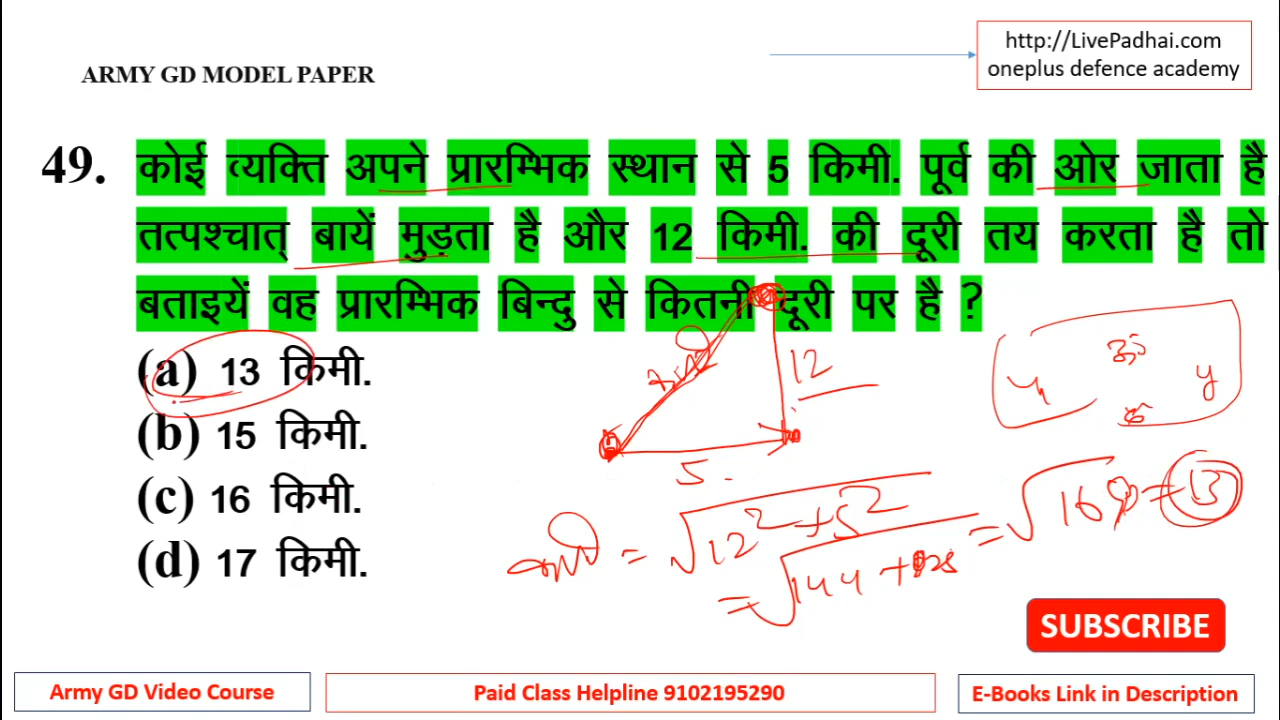 http://LivePadhai.com
oneplus defence academy
ARMY GD MODEL PAPER
49. कोई व्यक्ति अपने प्रारम्भिक स्थान से 5 किमी. पूर्व की ओर जाता है
तत्पश्चात् बायें मुड़ता है और 12 किमी. की दूरी तय करता है तो
बताइयें वह प्रारम्भिक बिन्दु से कितनी दूरी पर है ?
(a) 13 किमी.
(b) 15 किमी.
(c) 16 किमी.
(d) 17 किमी.
12
5
= √12² + 5²
= √144 + 25 = √169 = 13
SUBSCRIBE
Army GD Video Course
Paid Class Helpline 9102195290
E-Books Link in Description